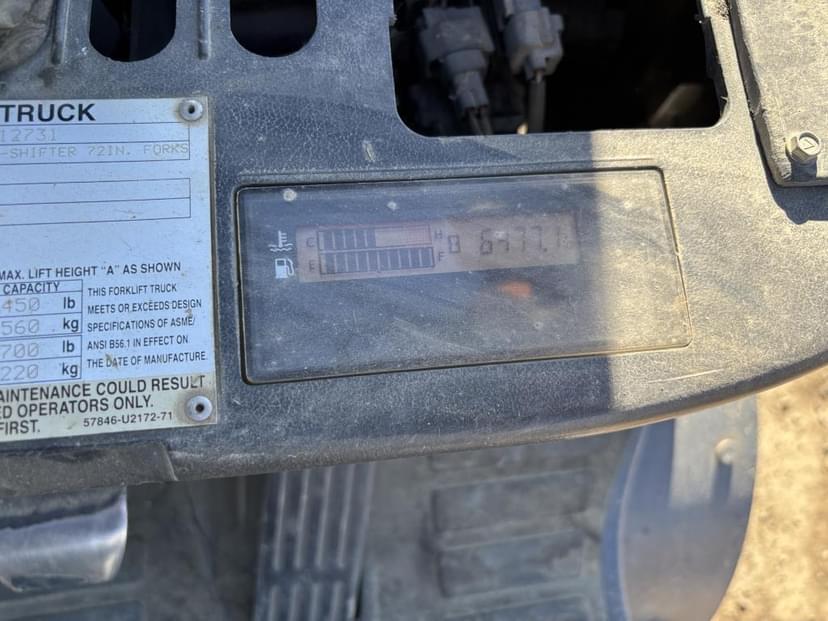 TRUCK
12731
-SHIFTER 72IN. FORKS
MAX. LIFT HEIGHT "A" AS SHOWN
CAPACITY
450 lb
560 kg
700 lb
220 kg
THIS FORKLIFT TRUCK
MEETS OR EXCEEDS DESIGN
SPECIFICATIONS OF ASME/
ANSI B56.1 IN EFFECT ON
THE DATE OF MANUFACTURE.
AINTENANCE COULD RESULT
ED OPERATORS ONLY.
FIRST.
57846-U2172-71
C H
E F
6477.1